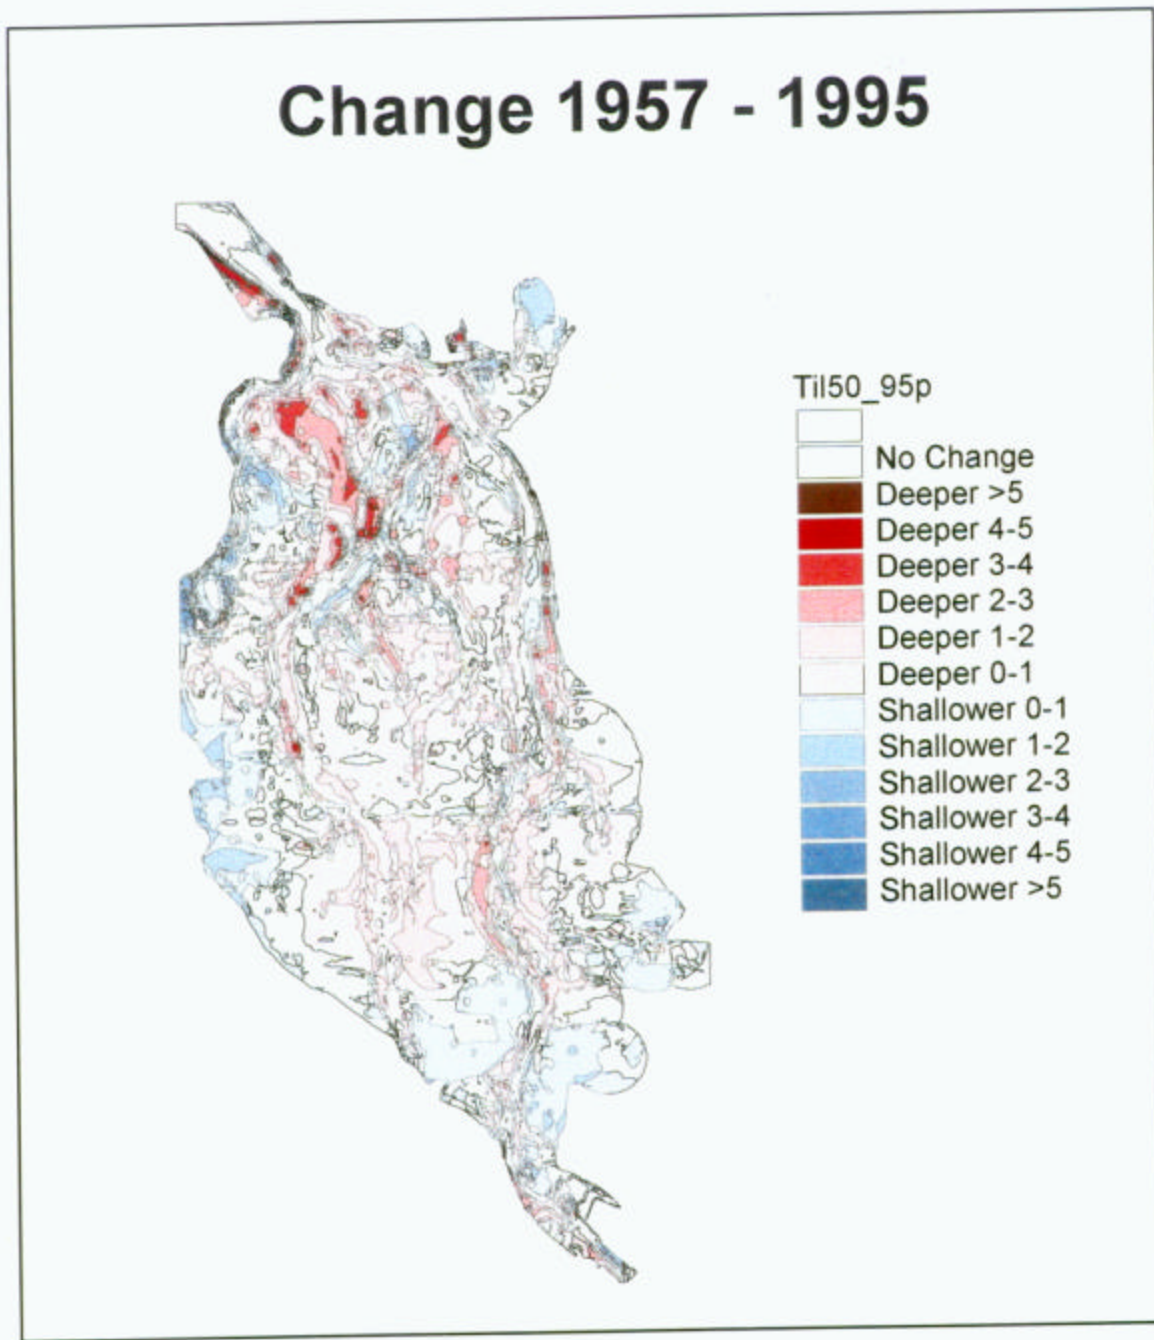 Change 1957 - 1995
Til50_95p
No Change
Deeper >5
Deeper 4-5
Deeper 3-4
Deeper 2-3
Deeper 1-2
Deeper 0-1
Shallower 0-1
Shallower 1-2
Shallower 2-3
Shallower 3-4
Shallower 4-5
Shallower >5